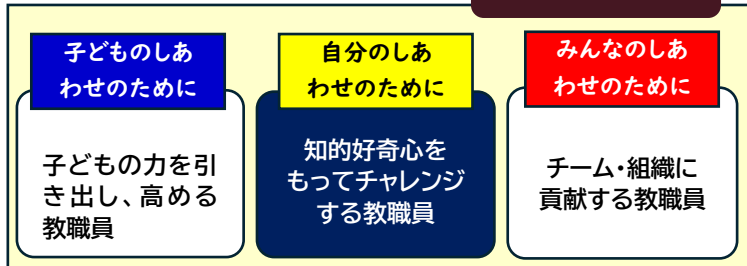 子どものしあ
わせのために
子どもの力を引
き出し、高める
教職員
自分のしあ
わせのために
知的好奇心を
もってチャレンジ
する教職員
みんなのしあ
わせのために
チーム・組織に
貢献する教職員